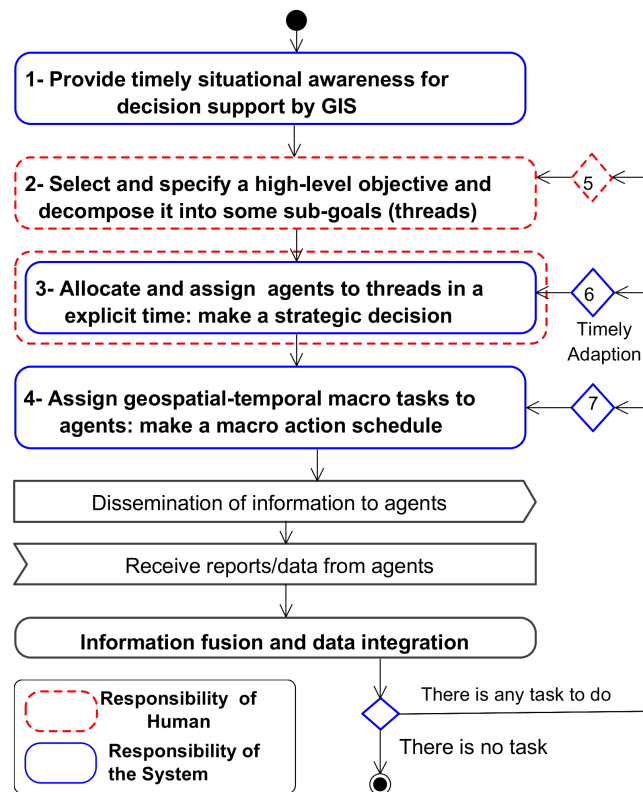 1- Provide timely situational awareness for
decision support by GIS
2- Select and specify a high-level objective and
decompose it into some sub-goals (threads)
5
3- Allocate and assign agents to threads in a
explicit time: make a strategic decision
6
Timely
Adaption
4- Assign geospatial-temporal macro tasks to
agents: make a macro action schedule
7
Dissemination of information to agents
Receive reports/data from agents
Information fusion and data integration
There is any task to do
There is no task
Responsibility of
Human
Responsibility of
the System